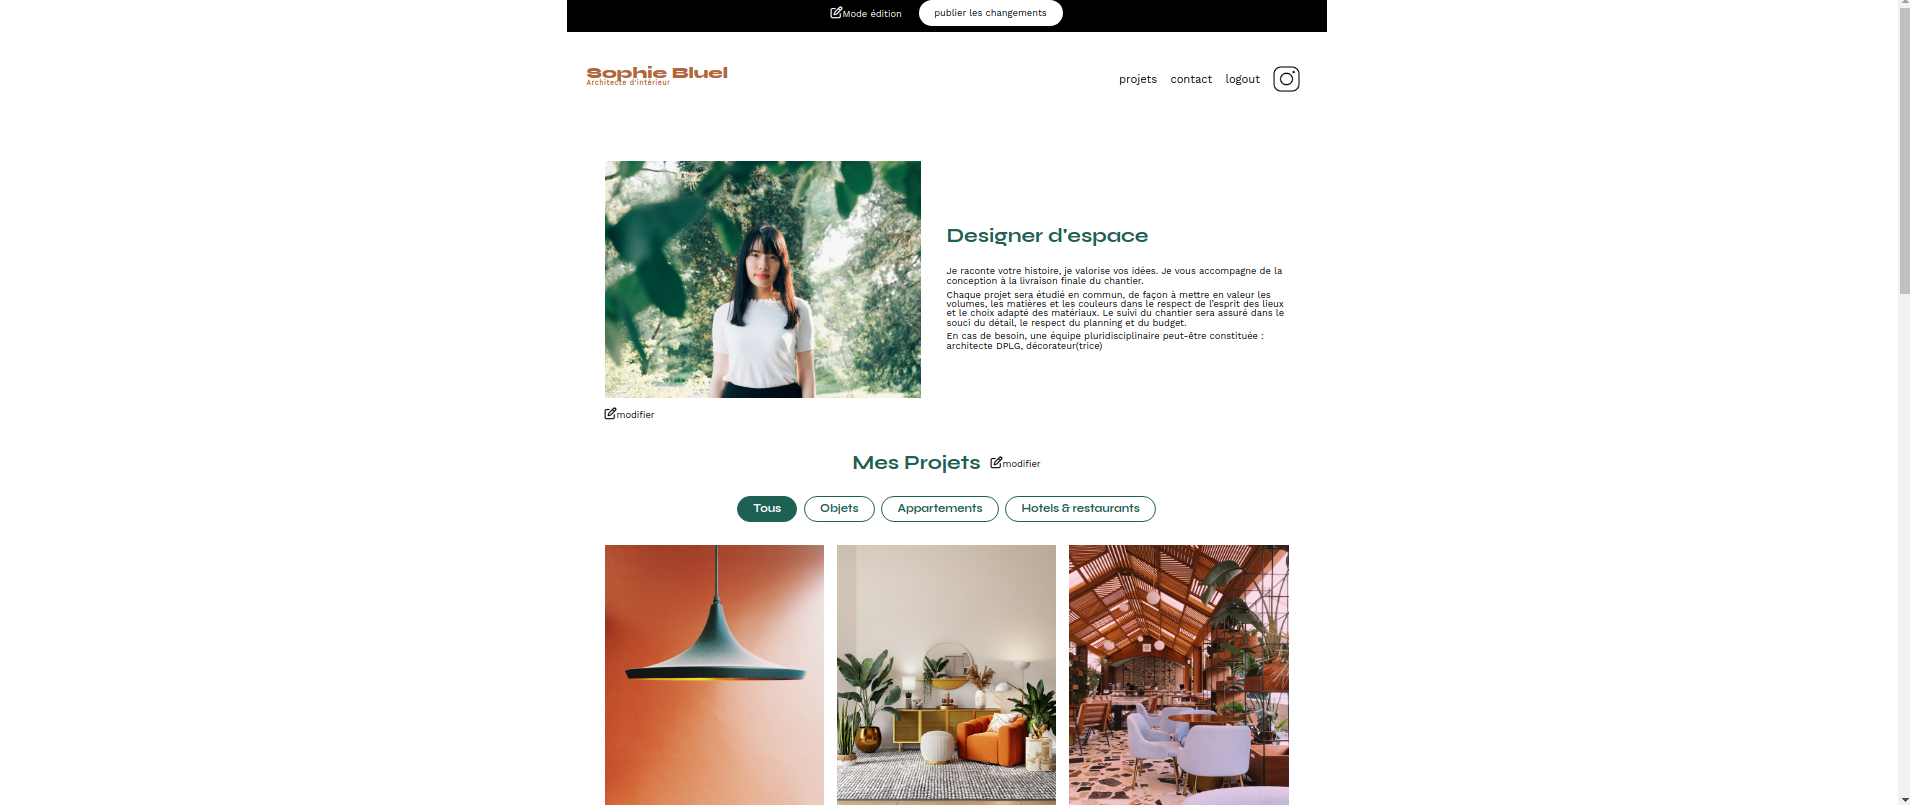 Mode édition publier les changements
Sophie Bluel
Architecte d'intérieur
projets contact logout
Designer d'espace
Je raconte votre histoire, je valorise vos idées. Je vous accompagne de la
conception à la livraison finale du chantier.
Chaque projet sera étudié en commun, de façon à mettre en valeur les
volumes, les matières et les couleurs dans le respect de l'esprit des lieux
et le choix adapté des matériaux. Le suivi du chantier sera assuré dans le
souci du détail, le respect du planning et du budget.
En cas de besoin, une équipe pluridisciplinaire peut-être constituée :
architecte DPLG, décorateur(trice)
modifier
Mes Projets modifier
Tous Objets Appartements Hotels & restaurants